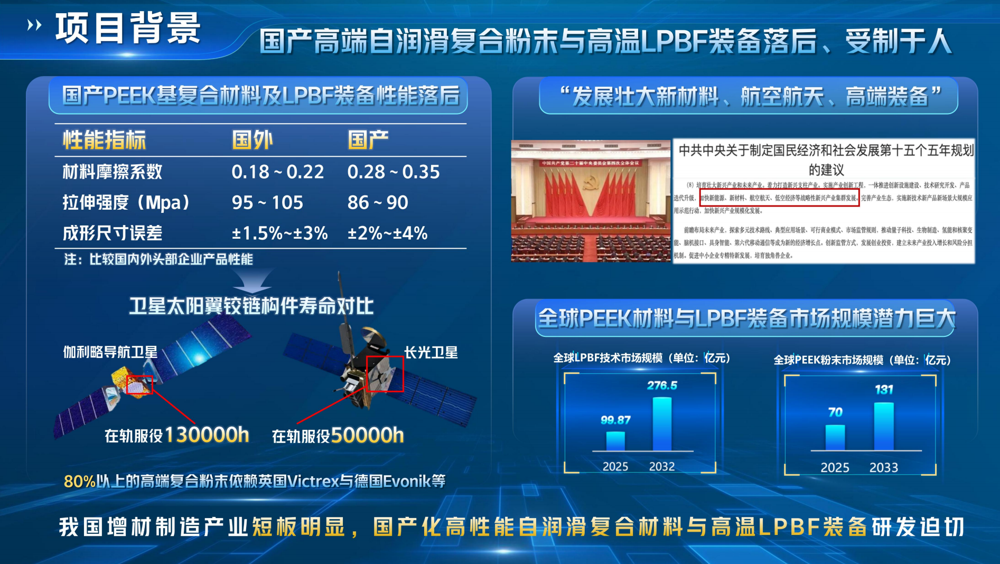 项目背景
国产高端自润滑复合粉末与高温LPBF装备落后、受制于人
国产PEEK基复合材料及LPBF装备性能落后
性能指标 国外 国产
材料摩擦系数 0.18~0.22 0.28~0.35
拉伸强度（Mpa） 95~105 86~90
成形尺寸误差 ±1.5%~±3% ±2%~±4%
注：比较国内外头部企业产品性能
卫星太阳翼铰链构件寿命对比
伽利略导航卫星
长光卫星
在轨服役130000h
在轨服役50000h
80%以上的高端复合粉末依赖英国Victrex与德国Evonik等
“发展壮大新材料、航空航天、高端装备”
中国共产党第二十届中央委员会第四次全体会议
中共中央关于制定国民经济和社会发展第十五个五年规划
的建议
（8）培育壮大新兴产业和未来产业。着力打造新兴支柱产业。实施产业创新工程，一体推进创新设施建设、技术研究开发、产品
迭代升级，加快新能源、新材料、航空航天、低空经济等战略性新兴产业集群发展。完善产业生态，实施新技术新产品新场景大规模应
用示范行动，加快新兴产业规模化发展。
前瞻布局未来产业，探索多元技术路线、典型应用场景、可行商业模式、市场监管规则，推动量子科技、生物制造、氢能和核聚变
能、脑机接口、具身智能、第六代移动通信等成为新的经济增长点。创新监管方式，发展创业投资，建立未来产业投入增长和风险分担
机制。促进中小企业专精特新发展，培育独角兽企业。
全球PEEK材料与LPBF装备市场规模潜力巨大
全球LPBF技术市场规模（单位：亿元）
276.5
99.87
2025 2032
全球PEEK粉末市场规模（单位：亿元）
131
70
2025 2033
我国增材制造产业短板明显，国产化高性能自润滑复合材料与高温LPBF装备研发迫切